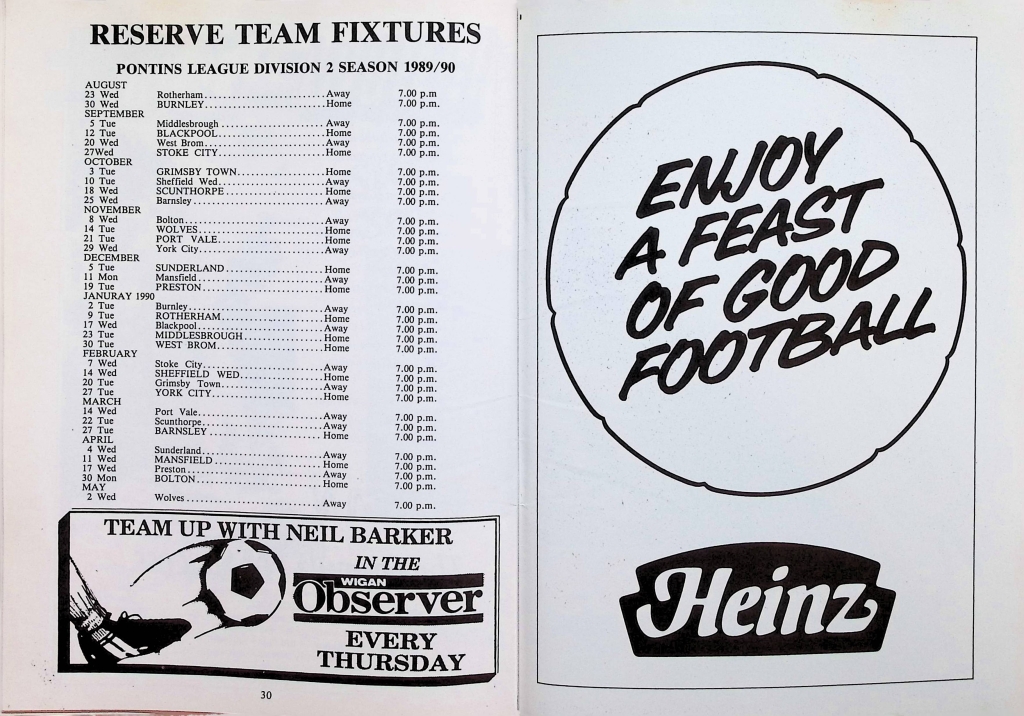 RESERVE TEAM FIXTURES
PONTINS LEAGUE DIVISION 2 SEASON 1989/90
AUGUST
23 Wed Rotherham..............................Away 7.00 p.m
30 Wed BURNLEY..............................Home 7.00 p.m.
SEPTEMBER
5 Tue Middlesbrough..........................Away 7.00 p.m.
12 Tue BLACKPOOL...........................Home 7.00 p.m.
20 Wed West Brom.............................Away 7.00 p.m.
27Wed STOKE CITY..........................Home 7.00 p.m.
OCTOBER
3 Tue GRIMSBY TOWN......................Home 7.00 p.m.
10 Tue Sheffield Wed..........................Away 7.00 p.m.
18 Wed SCUNTHORPE.........................Home 7.00 p.m.
25 Wed Barnsley.................................Away 7.00 p.m.
NOVEMBER
8 Wed Bolton...................................Away 7.00 p.m.
14 Tue WOLVES...............................Home 7.00 p.m.
21 Tue PORT VALE...........................Home 7.00 p.m.
29 Wed York City...............................Away 7.00 p.m.
DECEMBER
5 Tue SUNDERLAND.........................Home 7.00 p.m.
11 Mon Mansfield...............................Away 7.00 p.m.
19 Tue PRESTON..............................Home 7.00 p.m.
JANURAY 1990
2 Tue Burnley..................................Away 7.00 p.m.
9 Tue ROTHERHAM.........................Home 7.00 p.m.
17 Wed Blackpool...............................Away 7.00 p.m.
23 Tue MIDDLESBROUGH....................Home 7.00 p.m.
30 Tue WEST BROM...........................Home 7.00 p.m.
FEBRUARY
7 Wed Stoke City..............................Away 7.00 p.m.
14 Wed SHEFFIELD WED.....................Home 7.00 p.m.
20 Tue Grimsby Town.........................Away 7.00 p.m.
27 Tue YORK CITY...........................Home 7.00 p.m.
MARCH
14 Wed Port Vale...............................Away 7.00 p.m.
22 Tue Scunthorpe.............................Away 7.00 p.m.
27 Tue BARNSLEY............................Home 7.00 p.m.
APRIL
4 Wed Sunderland.............................Away 7.00 p.m.
11 Wed MANSFIELD...........................Home 7.00 p.m.
17 Wed Preston..................................Away 7.00 p.m.
30 Mon BOLTON...............................Home 7.00 p.m.
MAY
2 Wed Wolves..................................Away 7.00 p.m.
TEAM UP WITH NEIL BARKER
IN THE
WIGAN
Observer
EVERY
THURSDAY
30
ENJOY
A FEAST
OF GOOD
FOOTBALL
Heinz